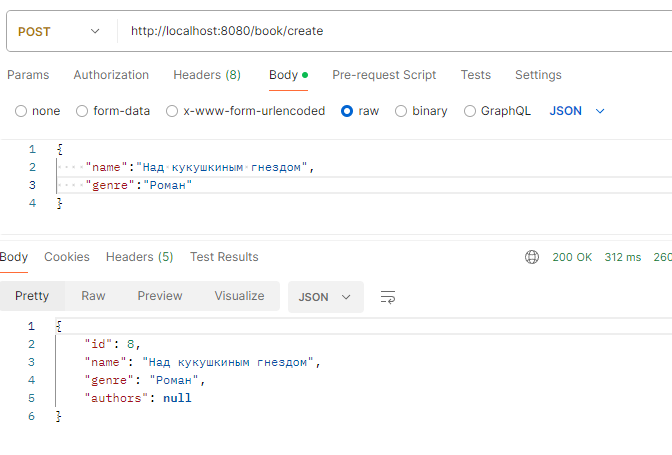 POST http://localhost:8080/book/create
Params Authorization Headers (8) Body Pre-request Script Tests Settings
none form-data x-www-form-urlencoded raw binary GraphQL JSON
1 {
2 "name":"Над кукушкиным гнездом",
3 "genre":"Роман"
4 }
Body Cookies Headers (5) Test Results 200 OK 312 ms 260
Pretty Raw Preview Visualize JSON
1 {
2 "id": 8,
3 "name": "Над кукушкиным гнездом",
4 "genre": "Роман",
5 "authors": null
6 }